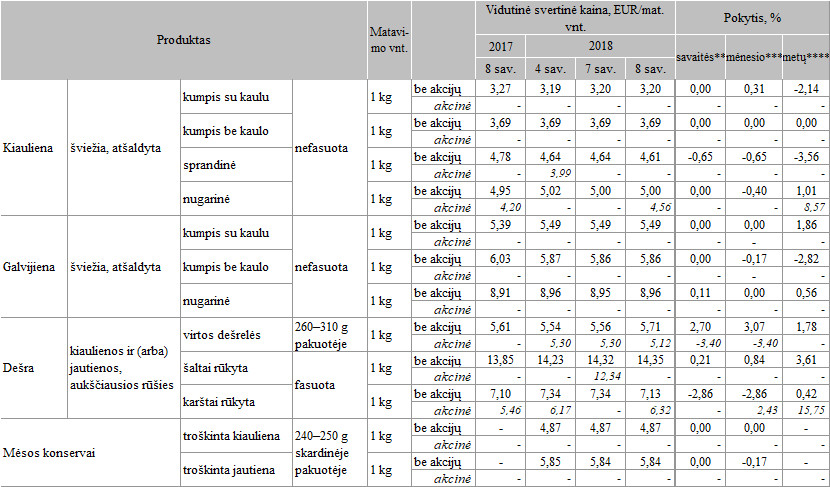 Produktas Matavi-mo vnt. Vidutinė svertinė kaina, EUR/mat. vnt. Pokytis, %
2017 2018 savaitės** mėnesio*** metų****
8 sav. 4 sav. 7 sav. 8 sav.
Kiauliena šviežia, atšaldyta kumpis su kaulu nefasuota 1 kg be akcijų 3,27 3,19 3,20 3,20 0,00 0,31 -2,14
akcinė - - - - - - -
kumpis be kaulo 1 kg be akcijų 3,69 3,69 3,69 3,69 0,00 0,00 0,00
akcinė - - - - - - -
sprandinė 1 kg be akcijų 4,78 4,64 4,64 4,61 -0,65 -0,65 -3,56
akcinė - 3,99 - - - - -
nugarinė 1 kg be akcijų 4,95 5,02 5,00 5,00 0,00 -0,40 1,01
akcinė 4,20 - - 4,56 - - 8,57
Galvijiena šviežia, atšaldyta kumpis su kaulu nefasuota 1 kg be akcijų 5,39 5,49 5,49 5,49 0,00 0,00 1,86
akcinė - - - - - - -
kumpis be kaulo 1 kg be akcijų 6,03 5,87 5,86 5,86 0,00 -0,17 -2,82
akcinė - - - - - - -
nugarinė 1 kg be akcijų 8,91 8,96 8,95 8,96 0,11 0,00 0,56
akcinė - - - - - - -
Dešra kiaulienos ir (arba) jautienos, aukščiausios rūšies virtos dešrelės 260–310 g pakuotėje 1 kg be akcijų 5,61 5,54 5,56 5,71 2,70 3,07 1,78
akcinė - 5,30 5,30 5,12 -3,40 -3,40 -
šaltai rūkyta fasuota 1 kg be akcijų 13,85 14,23 14,32 14,35 0,21 0,84 3,61
akcinė - - 12,34 - - - -
karštai rūkyta 1 kg be akcijų 7,10 7,34 7,34 7,13 -2,86 -2,86 0,42
akcinė 5,46 6,17 - 6,32 - 2,43 15,75
Mėsos konservai troškinta kiauliena 240–250 g skardinėje pakuotėje 1 kg be akcijų - 4,87 4,87 4,87 0,00 0,00 -
akcinė - - - - - - -
troškinta jautiena 1 kg be akcijų - 5,85 5,84 5,84 0,00 -0,17 -
akcinė - - - - - - -